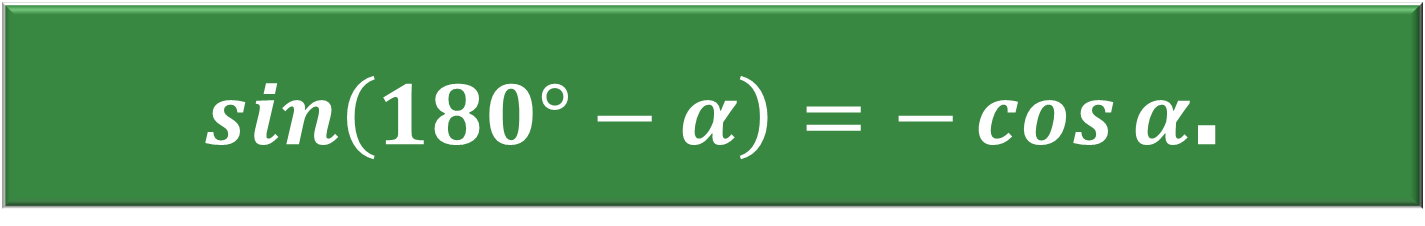 sin(180° − α) = − cos α.